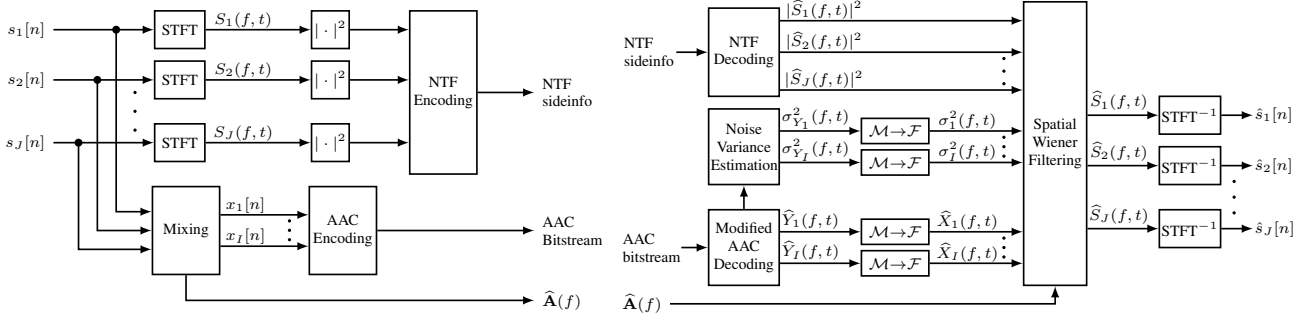 s₁[n]
STFT
S₁(f, t)
| · |²
s₂[n]
STFT
S₂(f, t)
| · |²
s_J[n]
STFT
S_J(f, t)
| · |²
NTF
Encoding
NTF
sideinfo
Mixing
x₁[n]
x_I[n]
AAC
Encoding
AAC
Bitstream
𝐀̂(f)
NTF
sideinfo
NTF
Decoding
|Ŝ₁(f, t)|²
|Ŝ₂(f, t)|²
|Ŝ_J(f, t)|²
Noise
Variance
Estimation
σ²_{Y₁}(f, t)
ℳ→ℱ
σ²₁(f, t)
σ²_{Y_I}(f, t)
ℳ→ℱ
σ²_I(f, t)
AAC
bitstream
Modified
AAC
Decoding
Ŷ₁(f, t)
ℳ→ℱ
X̂₁(f, t)
Ŷ_I(f, t)
ℳ→ℱ
X̂_I(f, t)
𝐀̂(f)
Spatial
Wiener
Filtering
Ŝ₁(f, t)
STFT⁻¹
ŝ₁[n]
Ŝ₂(f, t)
STFT⁻¹
ŝ₂[n]
Ŝ_J(f, t)
STFT⁻¹
ŝ_J[n]